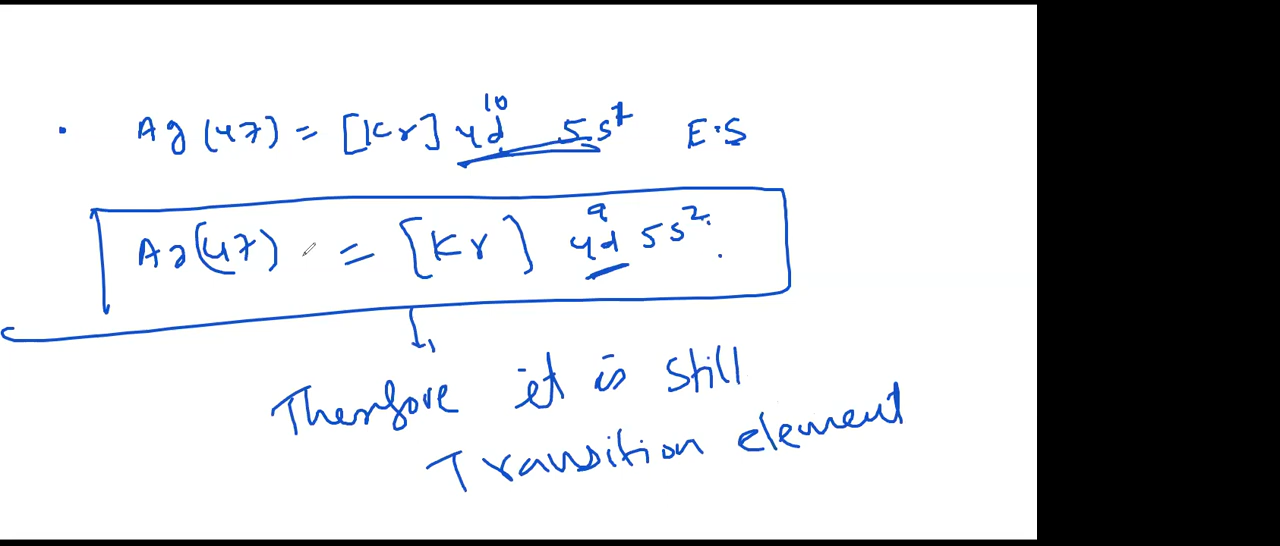 . Ag (47) = [Kr] 4d¹⁰ 5s¹ E.S
Ag(47) = [Kr] 4d⁹ 5s².
Therefore it is still
Transition element